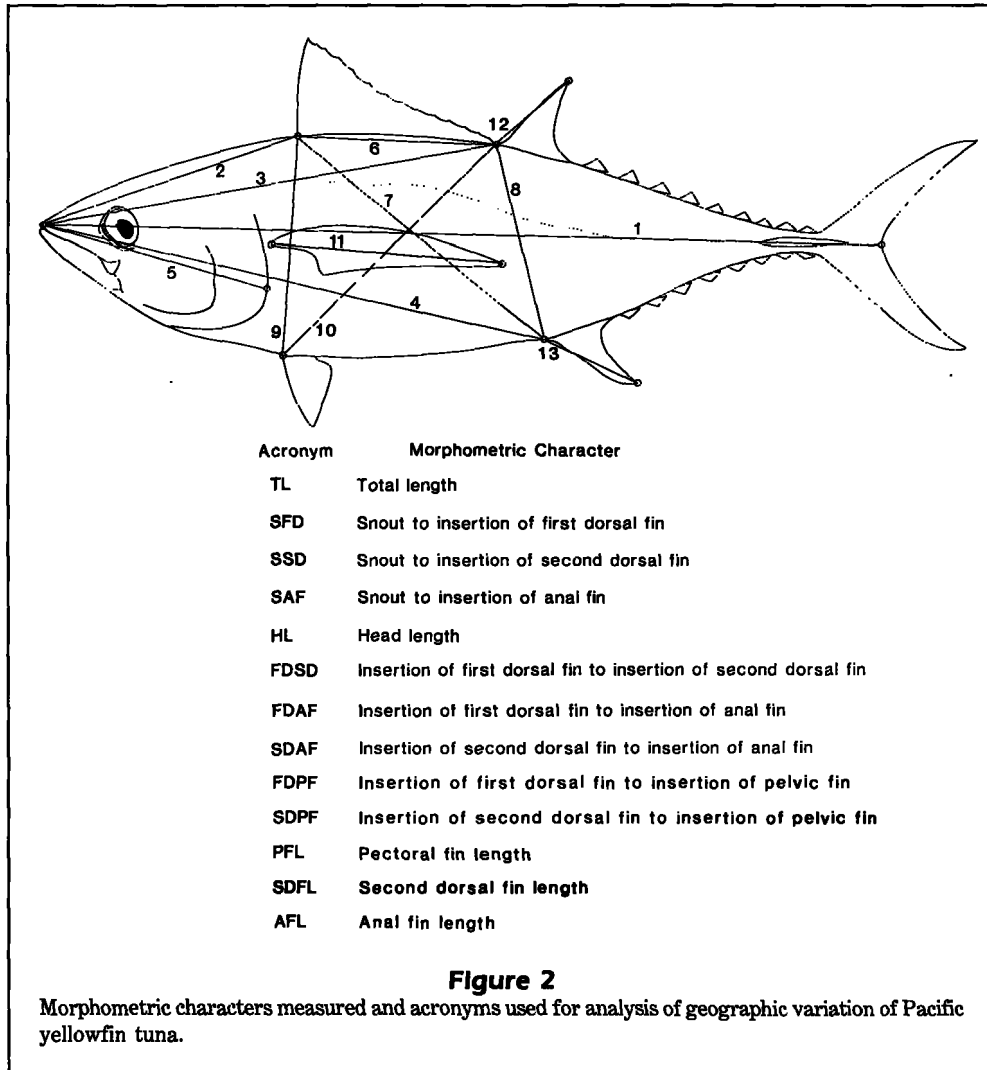 12
6
2
3
8
7
1
11
5
4
9
10
13
Acronym Morphometric Character
TL Total length
SFD Snout to insertion of first dorsal fin
SSD Snout to insertion of second dorsal fin
SAF Snout to insertion of anal fin
HL Head length
FDSD Insertion of first dorsal fin to insertion of second dorsal fin
FDAF Insertion of first dorsal fin to insertion of anal fin
SDAF Insertion of second dorsal fin to insertion of anal fin
FDPF Insertion of first dorsal fin to insertion of pelvic fin
SDPF Insertion of second dorsal fin to insertion of pelvic fin
PFL Pectoral fin length
SDFL Second dorsal fin length
AFL Anal fin length
Figure 2
Morphometric characters measured and acronyms used for analysis of geographic variation of Pacific
yellowfin tuna.